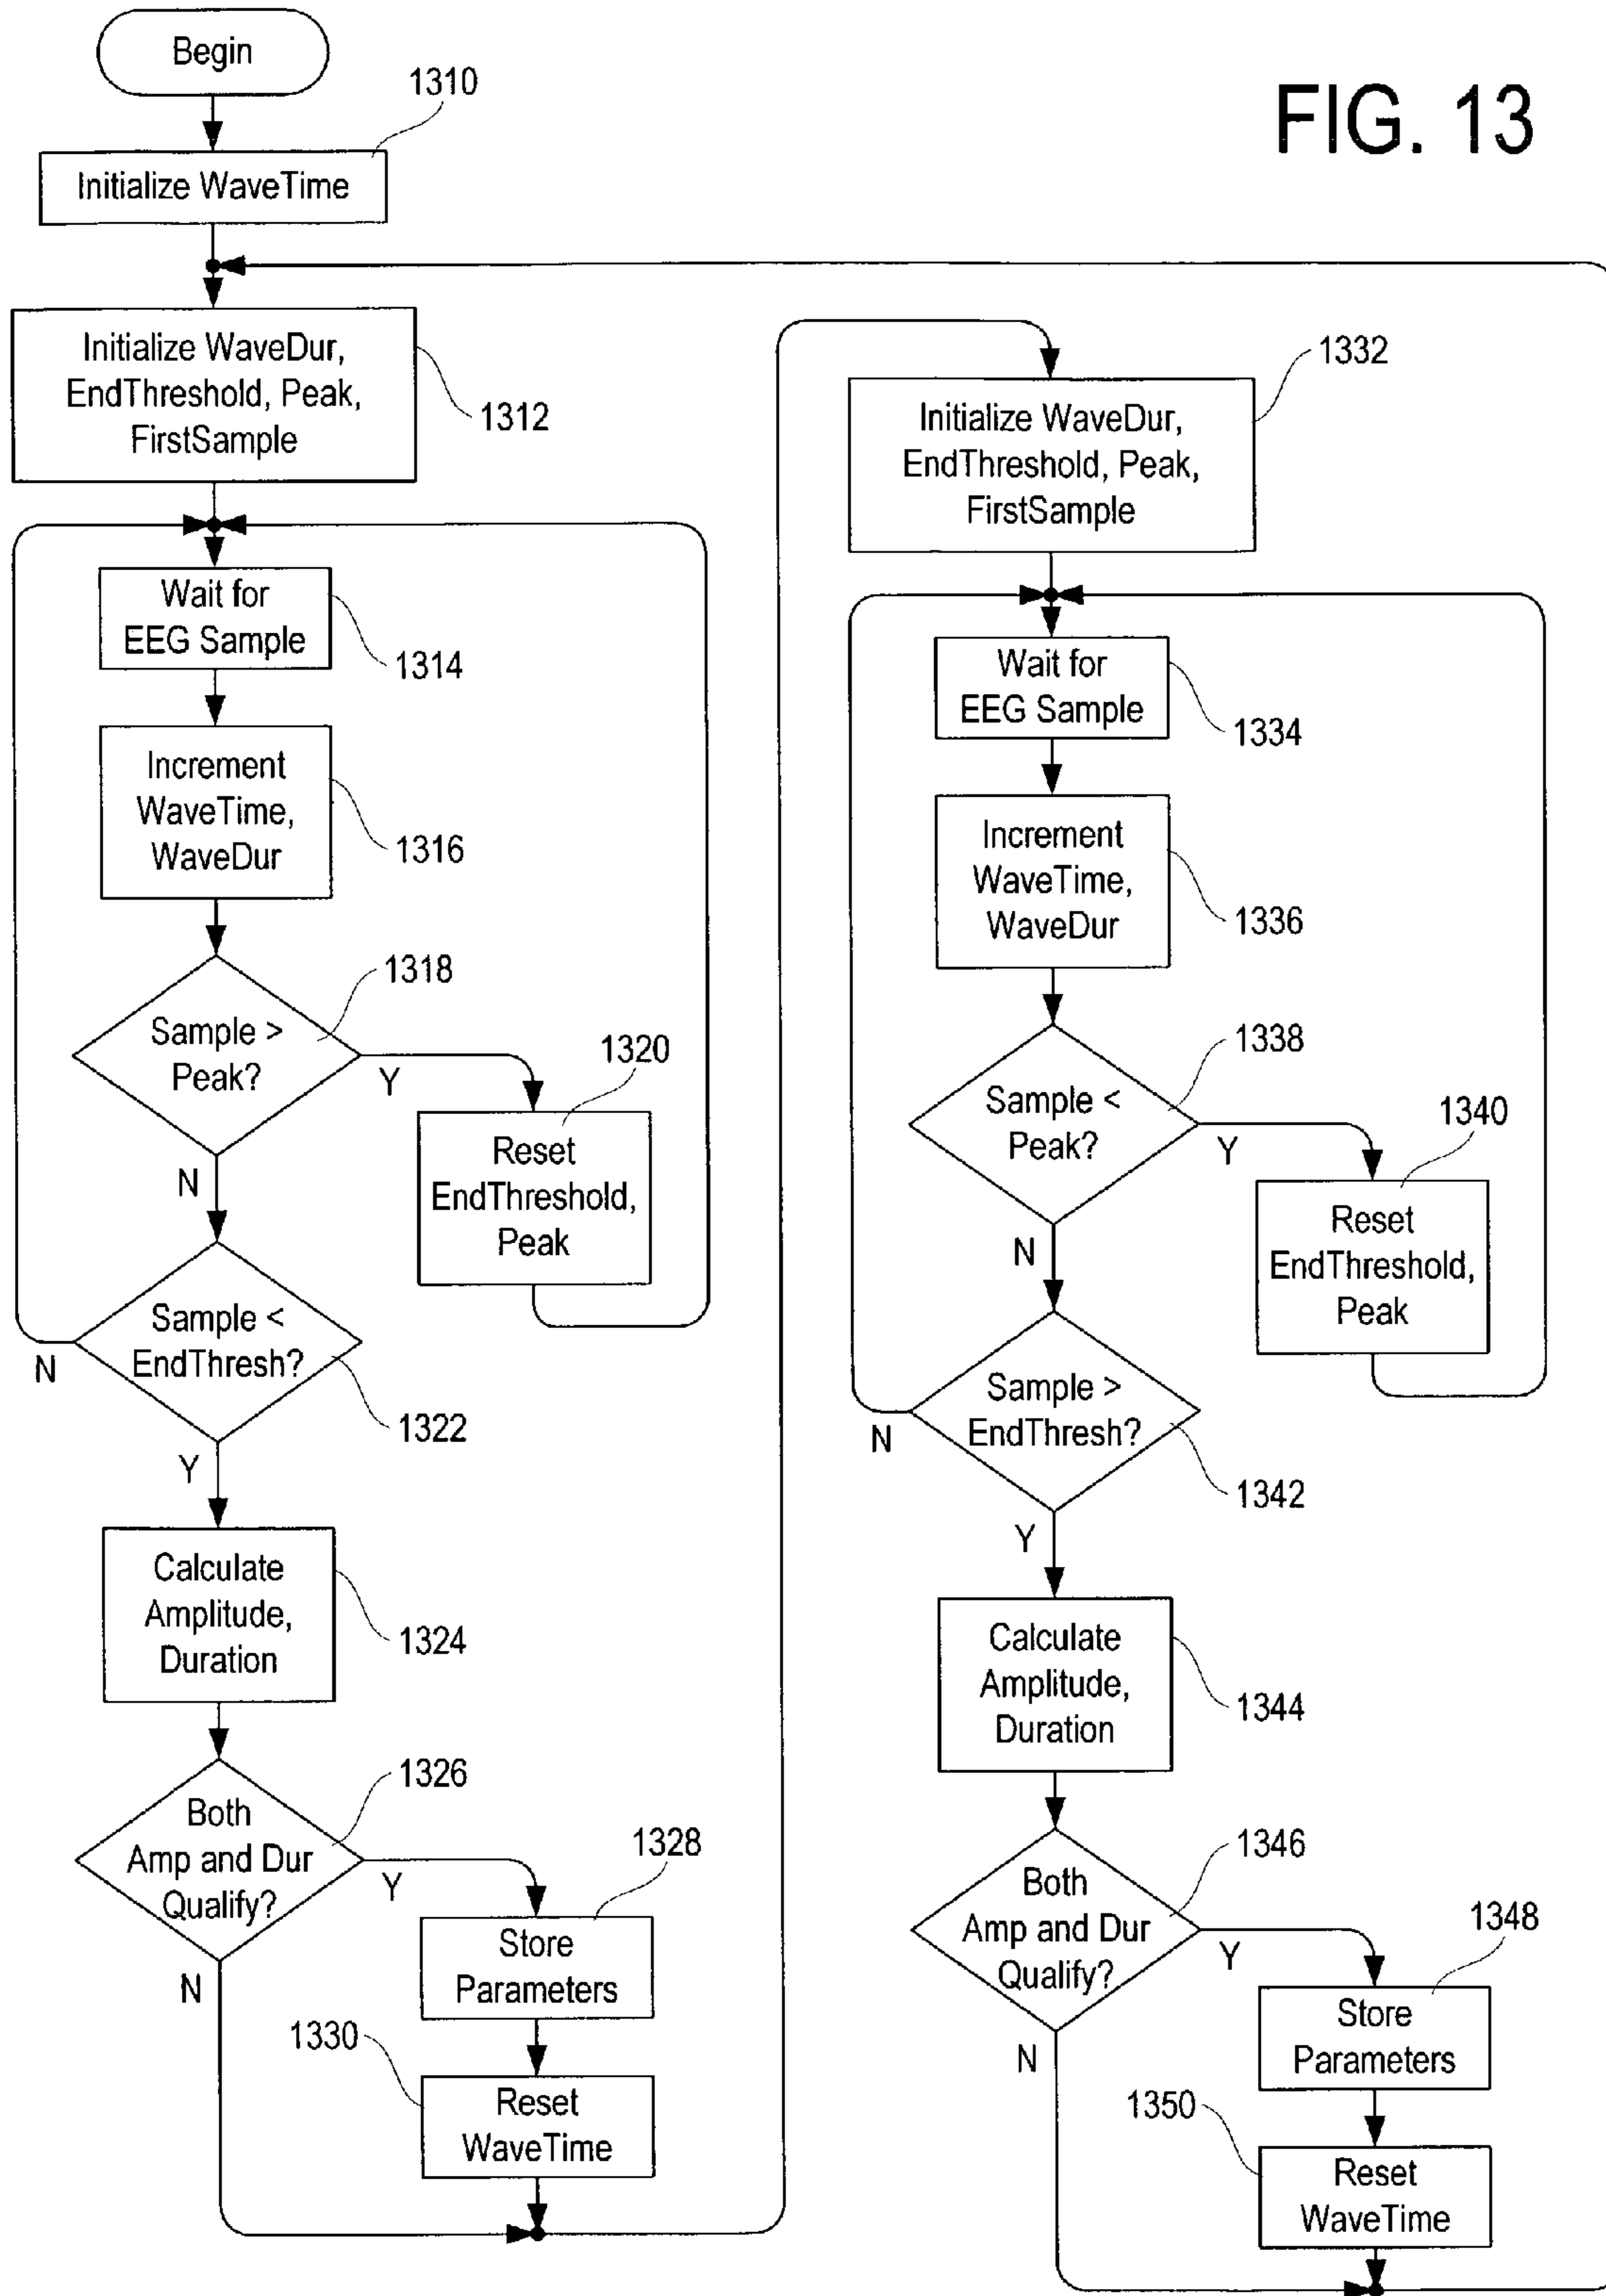 FIG. 13
Begin
1310
Initialize WaveTime
Initialize WaveDur,
EndThreshold, Peak,
FirstSample
1312
Wait for
EEG Sample
1314
Increment
WaveTime,
WaveDur
1316
1318
Sample >
Peak?
Y
N
1320
Reset
EndThreshold,
Peak
Sample <
EndThresh?
N
1322
Y
Calculate
Amplitude,
Duration
1324
1326
Both
Amp and Dur
Qualify?
Y
N
1328
Store
Parameters
1330
Reset
WaveTime
1332
Initialize WaveDur,
EndThreshold, Peak,
FirstSample
Wait for
EEG Sample
1334
Increment
WaveTime,
WaveDur
1336
1338
Sample <
Peak?
Y
N
1340
Reset
EndThreshold,
Peak
Sample >
EndThresh?
N
1342
Y
Calculate
Amplitude,
Duration
1344
1346
Both
Amp and Dur
Qualify?
Y
N
1348
Store
Parameters
1350
Reset
WaveTime